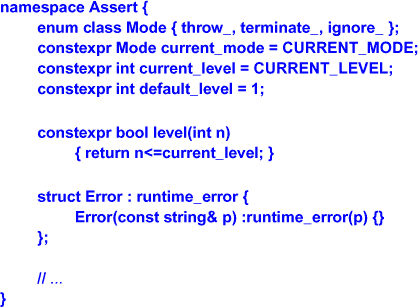 namespace Assert {
enum class Mode { throw_, terminate_, ignore_ };
constexpr Mode current_mode = CURRENT_MODE;
constexpr int current_level = CURRENT_LEVEL;
constexpr int default_level = 1;
constexpr bool level(int n)
{ return n<=current_level; }
struct Error : runtime_error {
Error(const string& p) :runtime_error(p) {}
};
// ...
}